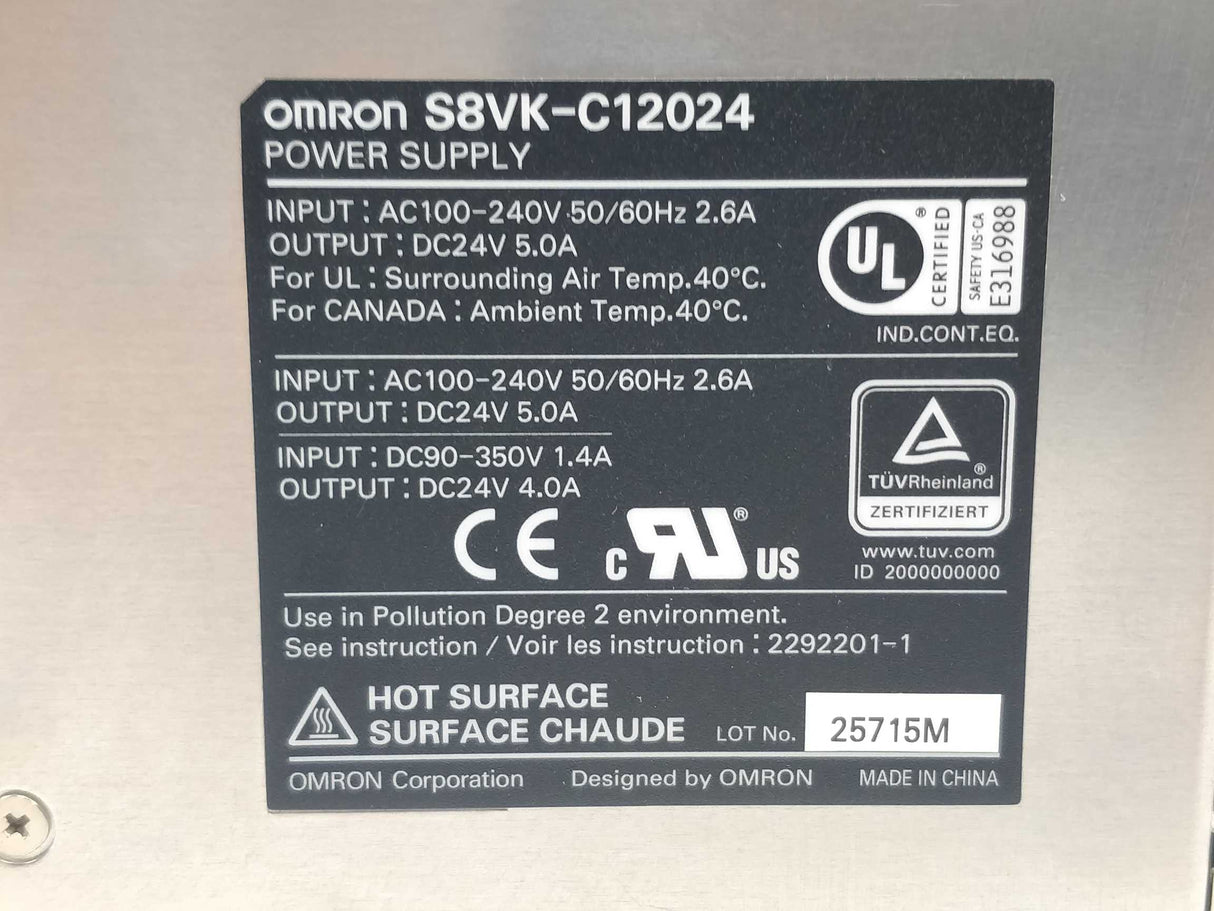 OMRON S8VK-C12024
POWER SUPPLY
INPUT : AC100-240V 50/60Hz 2.6A
OUTPUT : DC24V 5.0A
For UL : Surrounding Air Temp.40°C.
For CANADA : Ambient Temp.40°C.
UL ® CERTIFIED
SAFETY US-CA
E316988
IND.CONT.EQ.
INPUT : AC100-240V 50/60Hz 2.6A
OUTPUT : DC24V 5.0A
INPUT : DC90-350V 1.4A
OUTPUT : DC24V 4.0A
TÜVRheinland®
ZERTIFIZIERT
www.tuv.com
ID 2000000000
CE c RU ® US
Use in Pollution Degree 2 environment.
See instruction / Voir les instruction : 2292201-1
HOT SURFACE
SURFACE CHAUDE LOT No. 25715M
OMRON Corporation Designed by OMRON MADE IN CHINA